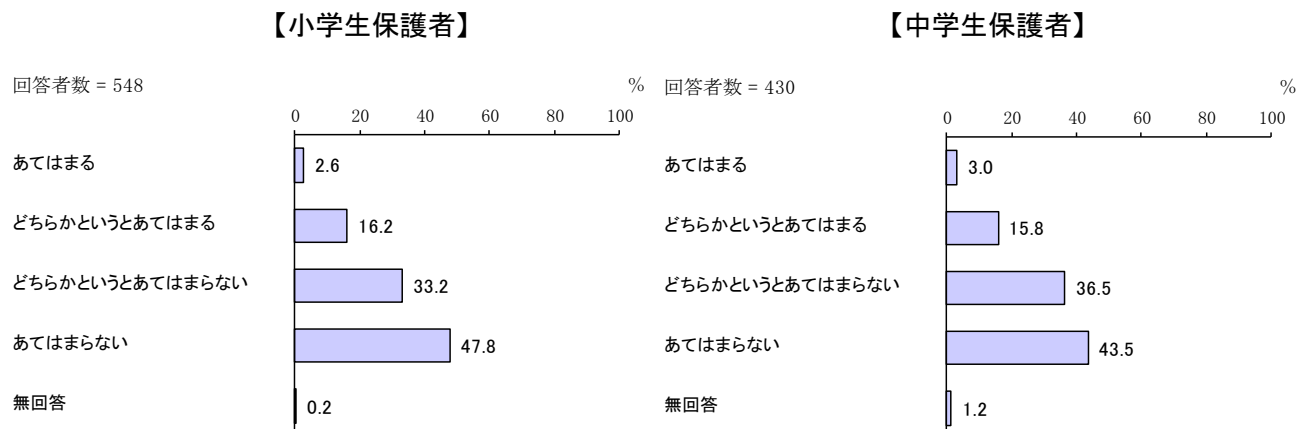 【小学生保護者】
回答者数 = 548
%
0 20 40 60 80 100
あてはまる 2.6
どちらかというとあてはまる 16.2
どちらかというとあてはまらない 33.2
あてはまらない 47.8
無回答 0.2
【中学生保護者】
回答者数 = 430
%
0 20 40 60 80 100
あてはまる 3.0
どちらかというとあてはまる 15.8
どちらかというとあてはまらない 36.5
あてはまらない 43.5
無回答 1.2